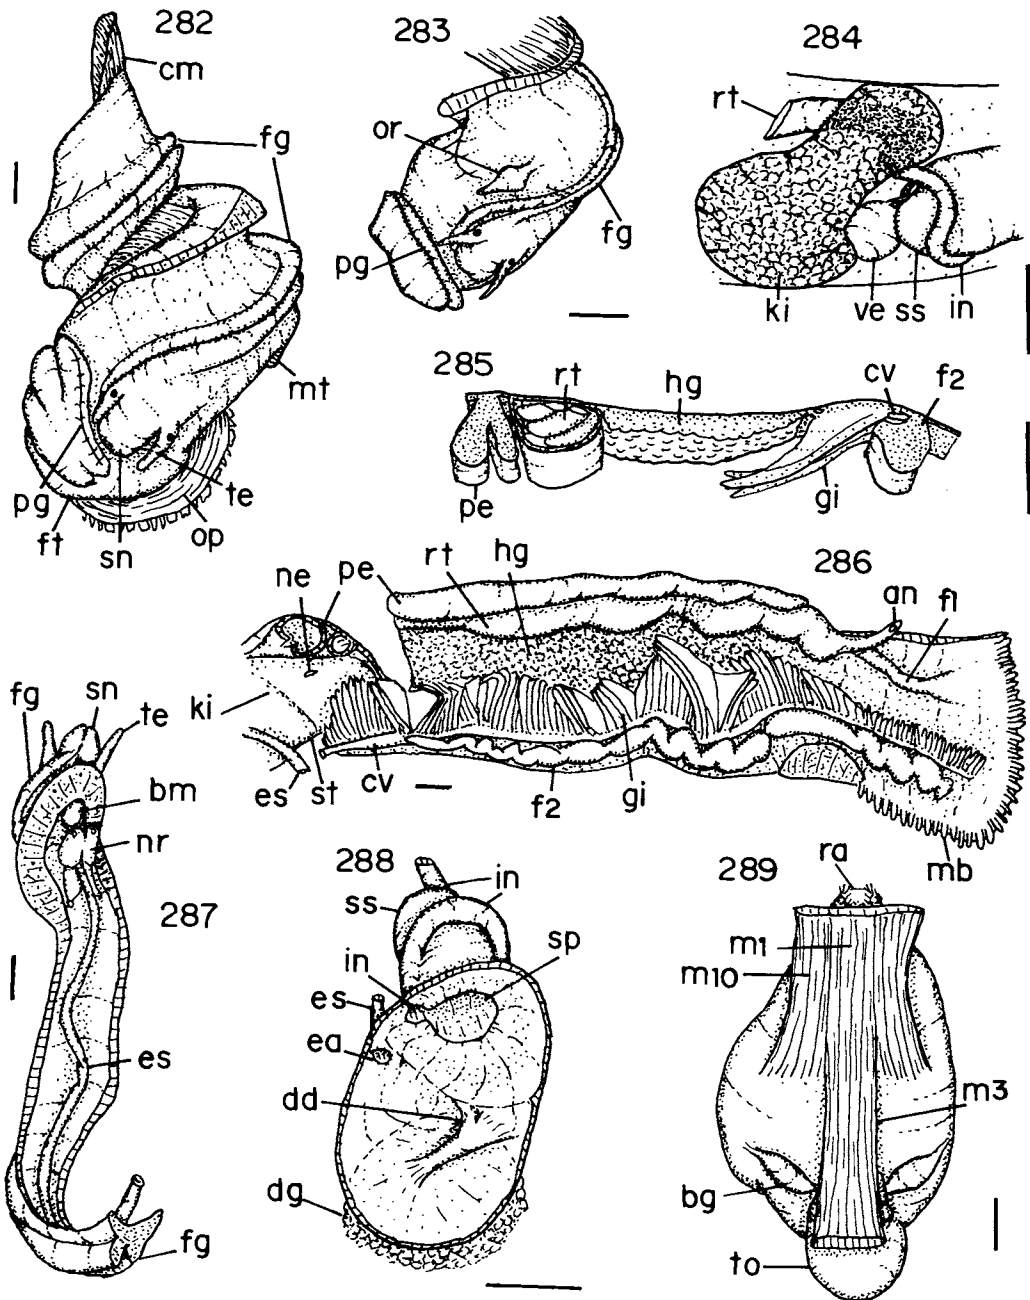 282
cm
fg
mt
te
op
sn
ft
pg
283
or
pg
fg
284
rt
ki
ve
ss
in
285
rt
hg
cv
f2
gi
pe
286
ne
pe
rt
hg
an
f1
ki
es
st
cv
f2
gi
mb
287
fg
sn
te
bm
nr
es
fg
288
in
ss
in
sp
es
ea
dd
dg
289
ra
m1
m10
m3
bg
to